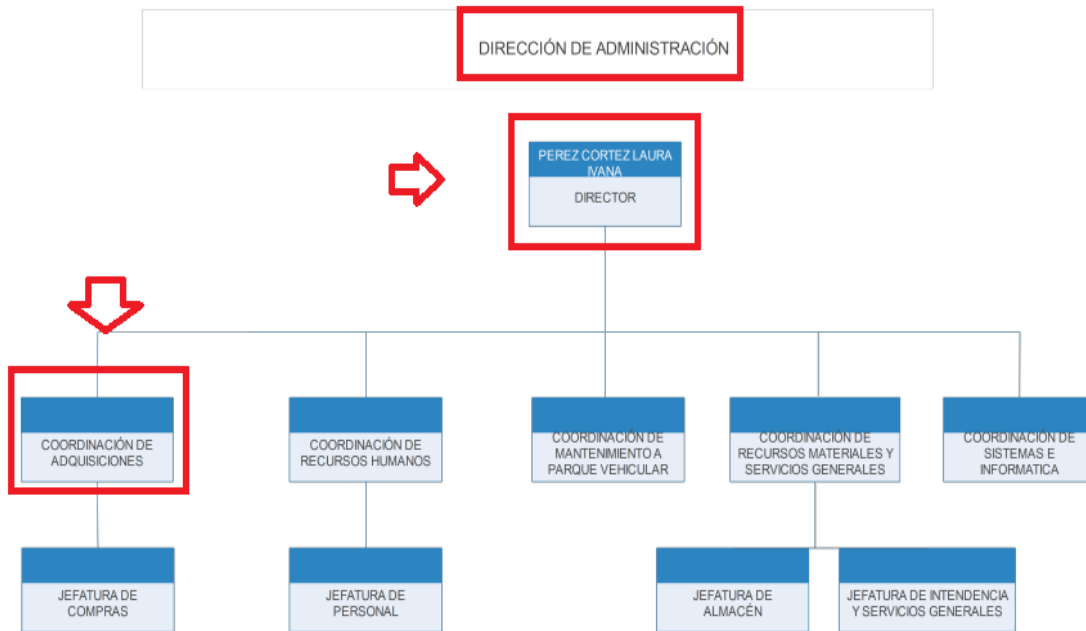 DIRECCIÓN DE ADMINISTRACIÓN
PEREZ CORTEZ LAURA
IVANA
DIRECTOR
COORDINACIÓN DE
ADQUISICIONES
COORDINACIÓN DE
RECURSOS HUMANOS
COORDINACIÓN DE
MANTENIMIENTO A
PARQUE VEHICULAR
COORDINACIÓN DE
RECURSOS MATERIALES Y
SERVICIOS GENERALES
COORDINACIÓN DE
SISTEMAS E
INFORMATICA
JEFATURA DE
COMPRAS
JEFATURA DE
PERSONAL
JEFATURA DE
ALMACÉN
JEFATURA DE INTENDENCIA
Y SERVICIOS GENERALES